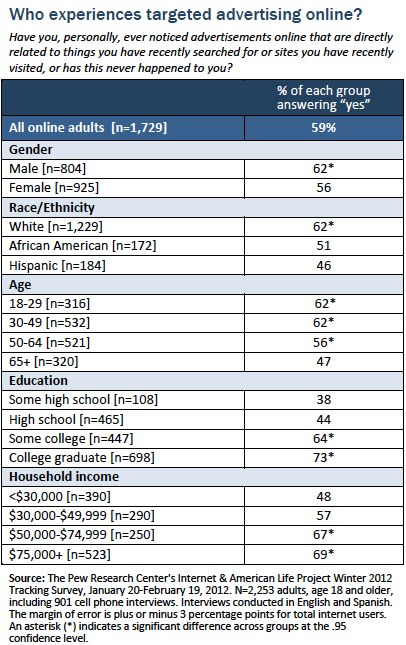 Who experiences targeted advertising online?
Have you, personally, ever noticed advertisements online that are directly
related to things you have recently searched for or sites you have recently
visited, or has this never happened to you?
% of each group
answering “yes”
All online adults [n=1,729] 59%
Gender
Male [n=804] 62*
Female [n=925] 56
Race/Ethnicity
White [n=1,229] 62*
African American [n=172] 51
Hispanic [n=184] 46
Age
18-29 [n=316] 62*
30-49 [n=532] 62*
50-64 [n=521] 56*
65+ [n=320] 47
Education
Some high school [n=108] 38
High school [n=465] 44
Some college [n=447] 64*
College graduate [n=698] 73*
Household income
<$30,000 [n=390] 48
$30,000-$49,999 [n=290] 57
$50,000-$74,999 [n=250] 67*
$75,000+ [n=523] 69*
Source: The Pew Research Center's Internet & American Life Project Winter 2012
Tracking Survey, January 20-February 19, 2012. N=2,253 adults, age 18 and older,
including 901 cell phone interviews. Interviews conducted in English and Spanish.
The margin of error is plus or minus 3 percentage points for total internet users.
An asterisk (*) indicates a significant difference across groups at the .95
confidence level.